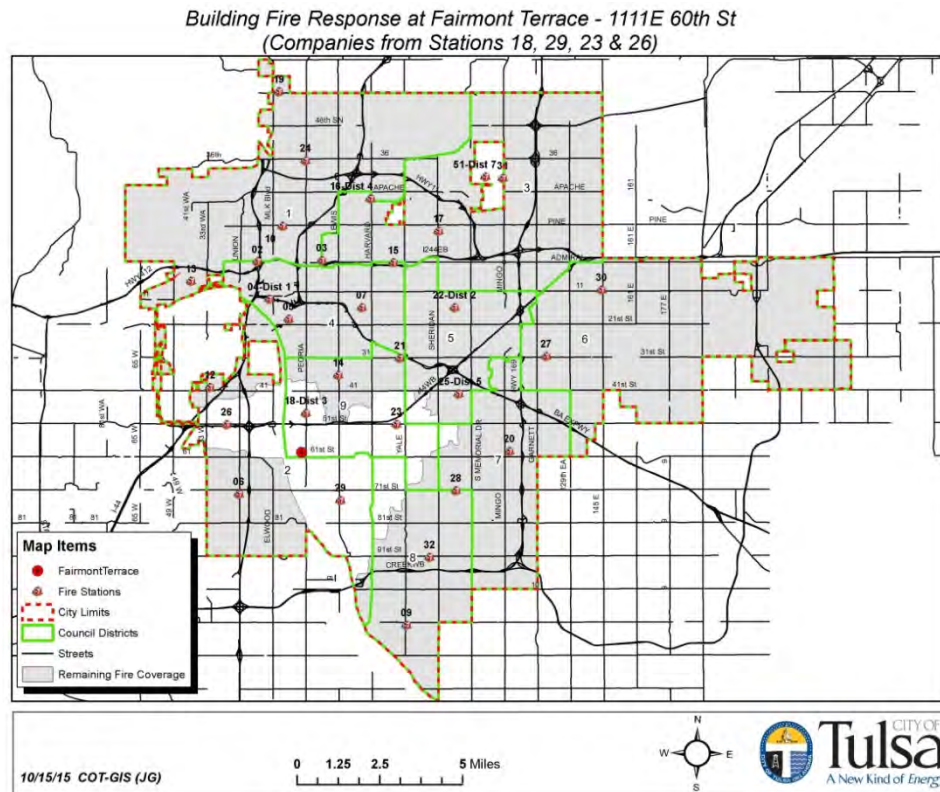 Building Fire Response at Fairmont Terrace - 1111E 60th St
(Companies from Stations 18, 29, 23 & 26)
19
46th SN
24
36th
36
36
51-Dist 7
16-Dist 4
APACHE
HWY
3
APACHE
41st WA
33rd WA
MLK Blvd
1
HARVARD
17
PINE
PINE
161
161 E
UNION
10
02
03
15
I244EB
ADMIRAL
MINGO
13
04-Dist 1
11
30
161 E
177 E
07
22-Dist 2
21st St
4
SHERIDAN
5
6
65 W
PEORIA
31
21
27
31st St
14
HWY 169
12
41
41
44WB
25-Dist 5
41st St
18-Dist 3
9
51st St
23
BA EXPWY
26
65 W
61
61st St
YALE
S MEMORIAL DR
20
GARNETT
7
129th EA
145 E
2
06
49 W
29
71st St
28
MINGO
81
81
65 W
81
ELWOOD
81st St
81st St
91st St
32
8
CREEK WB
09
Map Items
FairmontTerrace
Fire Stations
City Limits
Council Districts
Streets
Remaining Fire Coverage
10/15/15 COT-GIS (JG)
0 1.25 2.5 5 Miles
N
W E
S
CITY OF
Tulsa
A New Kind of Energ